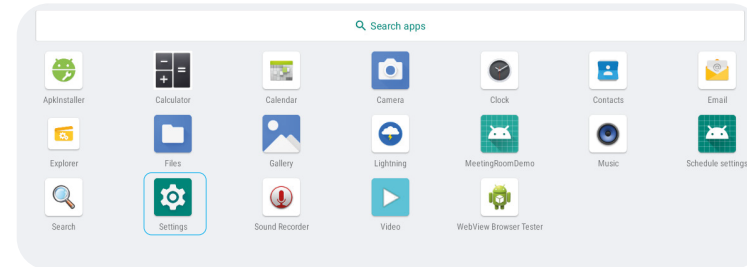 Search apps
ApkInstaller Calculator Calendar Camera Clock Contacts Email
Explorer Files Gallery Lightning MeetingRoomDemo Music Schedule settings
Search Settings Sound Recorder Video WebView Browser Tester